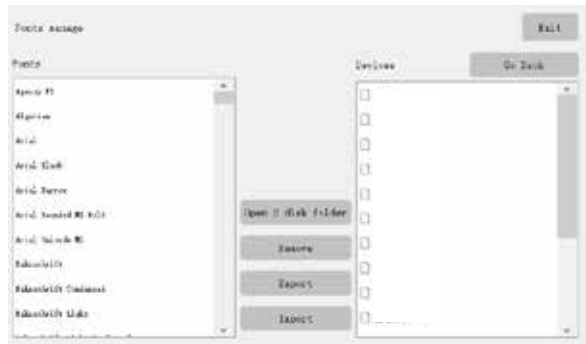 Fonts manage
Exit
Fonts
Devices
Go Back
Agency FB
Algerian
Arial
Arial Black
Arial Narrow
Arial Rounded MT Bold
Arial Unicode MS
Bahnschrift
Bahnschrift Condensed
Bahnschrift Light
Open U disk folder
Remove
Export
Import